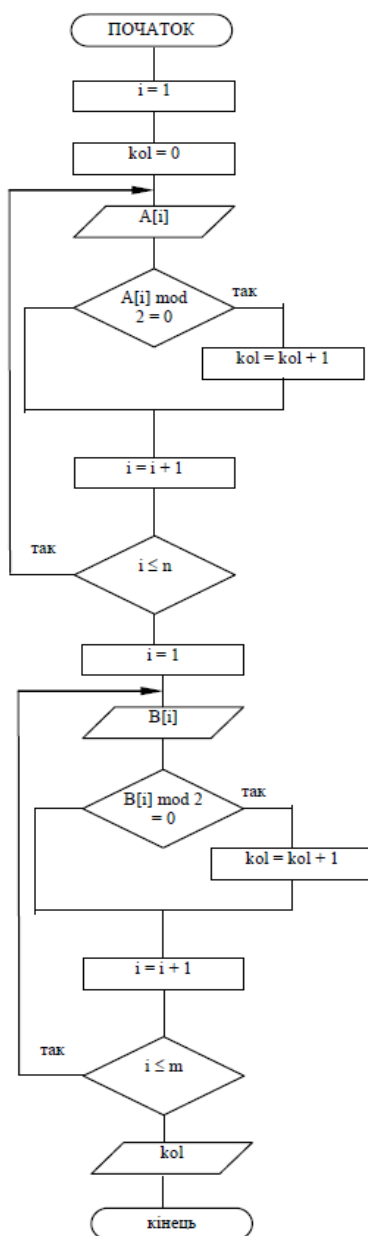 ПОЧАТОК
i = 1
kol = 0
A[i]
A[i] mod
2 = 0
так
kol = kol + 1
i = i + 1
так
i ≤ n
i = 1
B[i]
B[i] mod 2
= 0
так
kol = kol + 1
i = i + 1
так
i ≤ m
kol
кінець